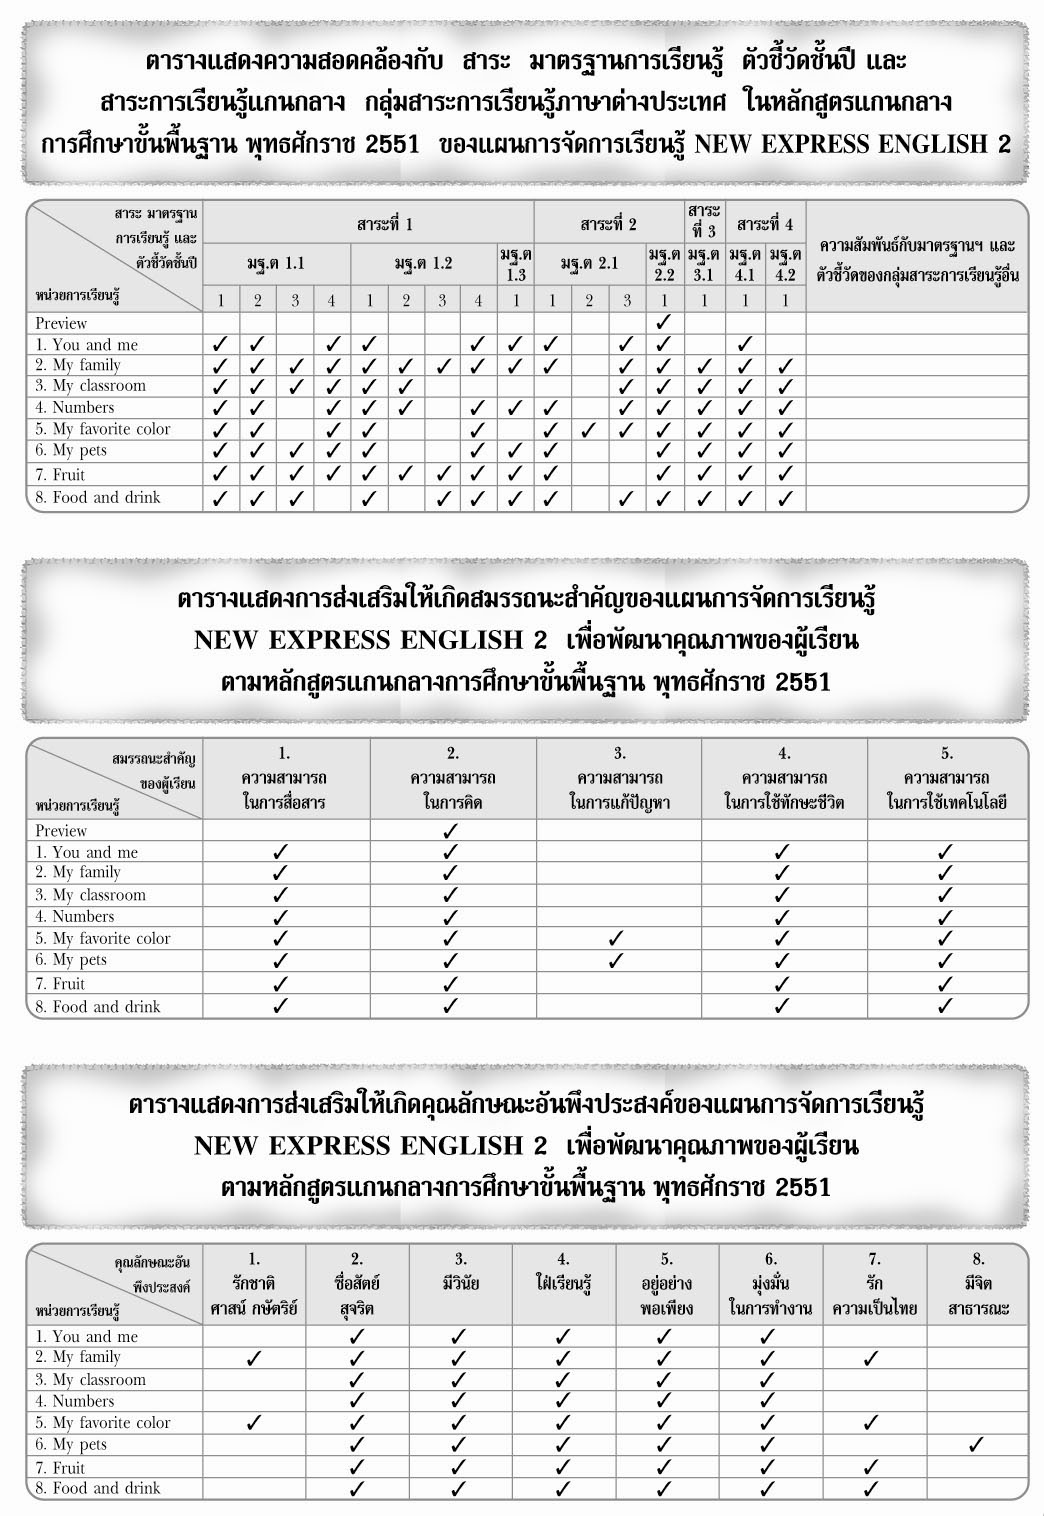 ตารางแสดงความสอดคล้องกับ สาระ มาตรฐานการเรียนรู้ ตัวชี้วัดชั้นปี และ
สาระการเรียนรู้แกนกลาง กลุ่มสาระการเรียนรู้ภาษาต่างประเทศ ในหลักสูตรแกนกลาง
การศึกษาขั้นพื้นฐาน พุทธศักราช 2551 ของแผนการจัดการเรียนรู้ NEW EXPRESS ENGLISH 2
สาระ มาตรฐาน
การเรียนรู้ และ
ตัวชี้วัดชั้นปี
หน่วยการเรียนรู้
สาระที่ 1 สาระที่ 2 สาระที่ 3 สาระที่ 4
ความสัมพันธ์กับมาตรฐานฯ และ
ตัวชี้วัดของกลุ่มสาระการเรียนรู้อื่น
มฐ.ต 1.1 มฐ.ต 1.2 มฐ.ต 1.3 มฐ.ต 2.1 มฐ.ต 2.2 มฐ.ต 3.1 มฐ.ต 4.1 มฐ.ต 4.2
1 2 3 4 1 2 3 4 1 1 2 3 1 1 1 1
Preview ✓
1. You and me ✓ ✓ ✓ ✓ ✓ ✓ ✓ ✓ ✓ ✓
2. My family ✓ ✓ ✓ ✓ ✓ ✓ ✓ ✓ ✓ ✓ ✓ ✓ ✓ ✓ ✓
3. My classroom ✓ ✓ ✓ ✓ ✓ ✓ ✓ ✓ ✓ ✓ ✓
4. Numbers ✓ ✓ ✓ ✓ ✓ ✓ ✓ ✓ ✓ ✓ ✓ ✓ ✓
5. My favorite color ✓ ✓ ✓ ✓ ✓ ✓ ✓ ✓ ✓ ✓ ✓ ✓
6. My pets ✓ ✓ ✓ ✓ ✓ ✓ ✓ ✓ ✓ ✓ ✓ ✓
7. Fruit ✓ ✓ ✓ ✓ ✓ ✓ ✓ ✓ ✓ ✓ ✓ ✓ ✓ ✓
8. Food and drink ✓ ✓ ✓ ✓ ✓ ✓ ✓ ✓ ✓ ✓ ✓ ✓ ✓
ตารางแสดงการส่งเสริมให้เกิดสมรรถนะสำคัญของแผนการจัดการเรียนรู้
NEW EXPRESS ENGLISH 2 เพื่อพัฒนาคุณภาพของผู้เรียน
ตามหลักสูตรแกนกลางการศึกษาขั้นพื้นฐาน พุทธศักราช 2551
สมรรถนะสำคัญ
ของผู้เรียน
หน่วยการเรียนรู้
1. 2. 3. 4. 5.
ความสามารถ ความสามารถ ความสามารถ ความสามารถ ความสามารถ
ในการสื่อสาร ในการคิด ในการแก้ปัญหา ในการใช้ทักษะชีวิต ในการใช้เทคโนโลยี
Preview ✓
1. You and me ✓ ✓ ✓ ✓
2. My family ✓ ✓ ✓ ✓
3. My classroom ✓ ✓ ✓ ✓
4. Numbers ✓ ✓ ✓ ✓
5. My favorite color ✓ ✓ ✓ ✓ ✓
6. My pets ✓ ✓ ✓ ✓ ✓
7. Fruit ✓ ✓ ✓ ✓
8. Food and drink ✓ ✓ ✓ ✓
ตารางแสดงการส่งเสริมให้เกิดคุณลักษณะอันพึงประสงค์ของแผนการจัดการเรียนรู้
NEW EXPRESS ENGLISH 2 เพื่อพัฒนาคุณภาพของผู้เรียน
ตามหลักสูตรแกนกลางการศึกษาขั้นพื้นฐาน พุทธศักราช 2551
คุณลักษณะอัน
พึงประสงค์
หน่วยการเรียนรู้
1. 2. 3. 4. 5. 6. 7. 8.
รักชาติ ซื่อสัตย์ มีวินัย ใฝ่เรียนรู้ อยู่อย่าง มุ่งมั่น รัก มีจิต
ศาสน์ กษัตริย์ สุจริต พอเพียง ในการทำงาน ความเป็นไทย สาธารณะ
1. You and me ✓ ✓ ✓ ✓ ✓
2. My family ✓ ✓ ✓ ✓ ✓ ✓ ✓
3. My classroom ✓ ✓ ✓ ✓ ✓
4. Numbers ✓ ✓ ✓ ✓ ✓
5. My favorite color ✓ ✓ ✓ ✓ ✓ ✓ ✓
6. My pets ✓ ✓ ✓ ✓ ✓ ✓
7. Fruit ✓ ✓ ✓ ✓ ✓ ✓
8. Food and drink ✓ ✓ ✓ ✓ ✓ ✓